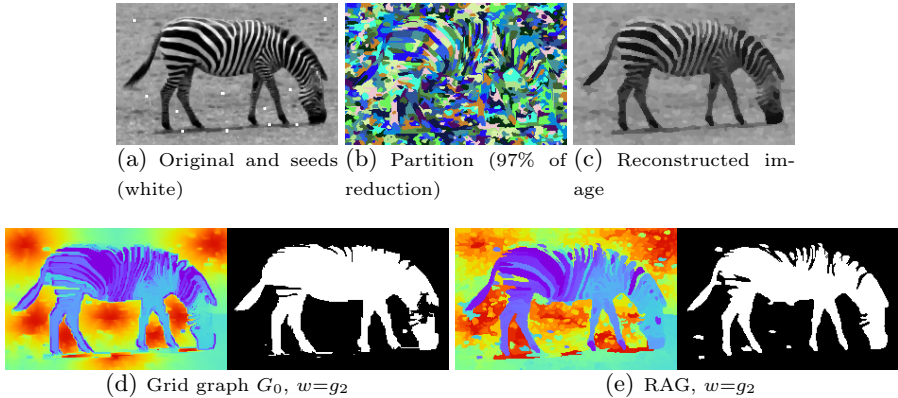 (a) Original and seeds (b) Partition (97% of (c) Reconstructed im-
(white) reduction) age
(d) Grid graph G₀, w=g₂ (e) RAG, w=g₂